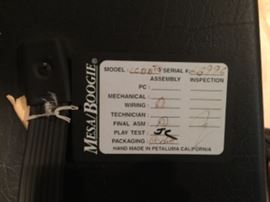 MESA/BOOGIE®
MODEL: SERIAL#:
ASSEMBLY INSPECTION
PC:
MECHANICAL:
WIRING:
TECHNICIAN:
FINAL ASM
PLAY TEST JC
PACKAGING
HAND MADE IN PETALUMA CALIFORNIA